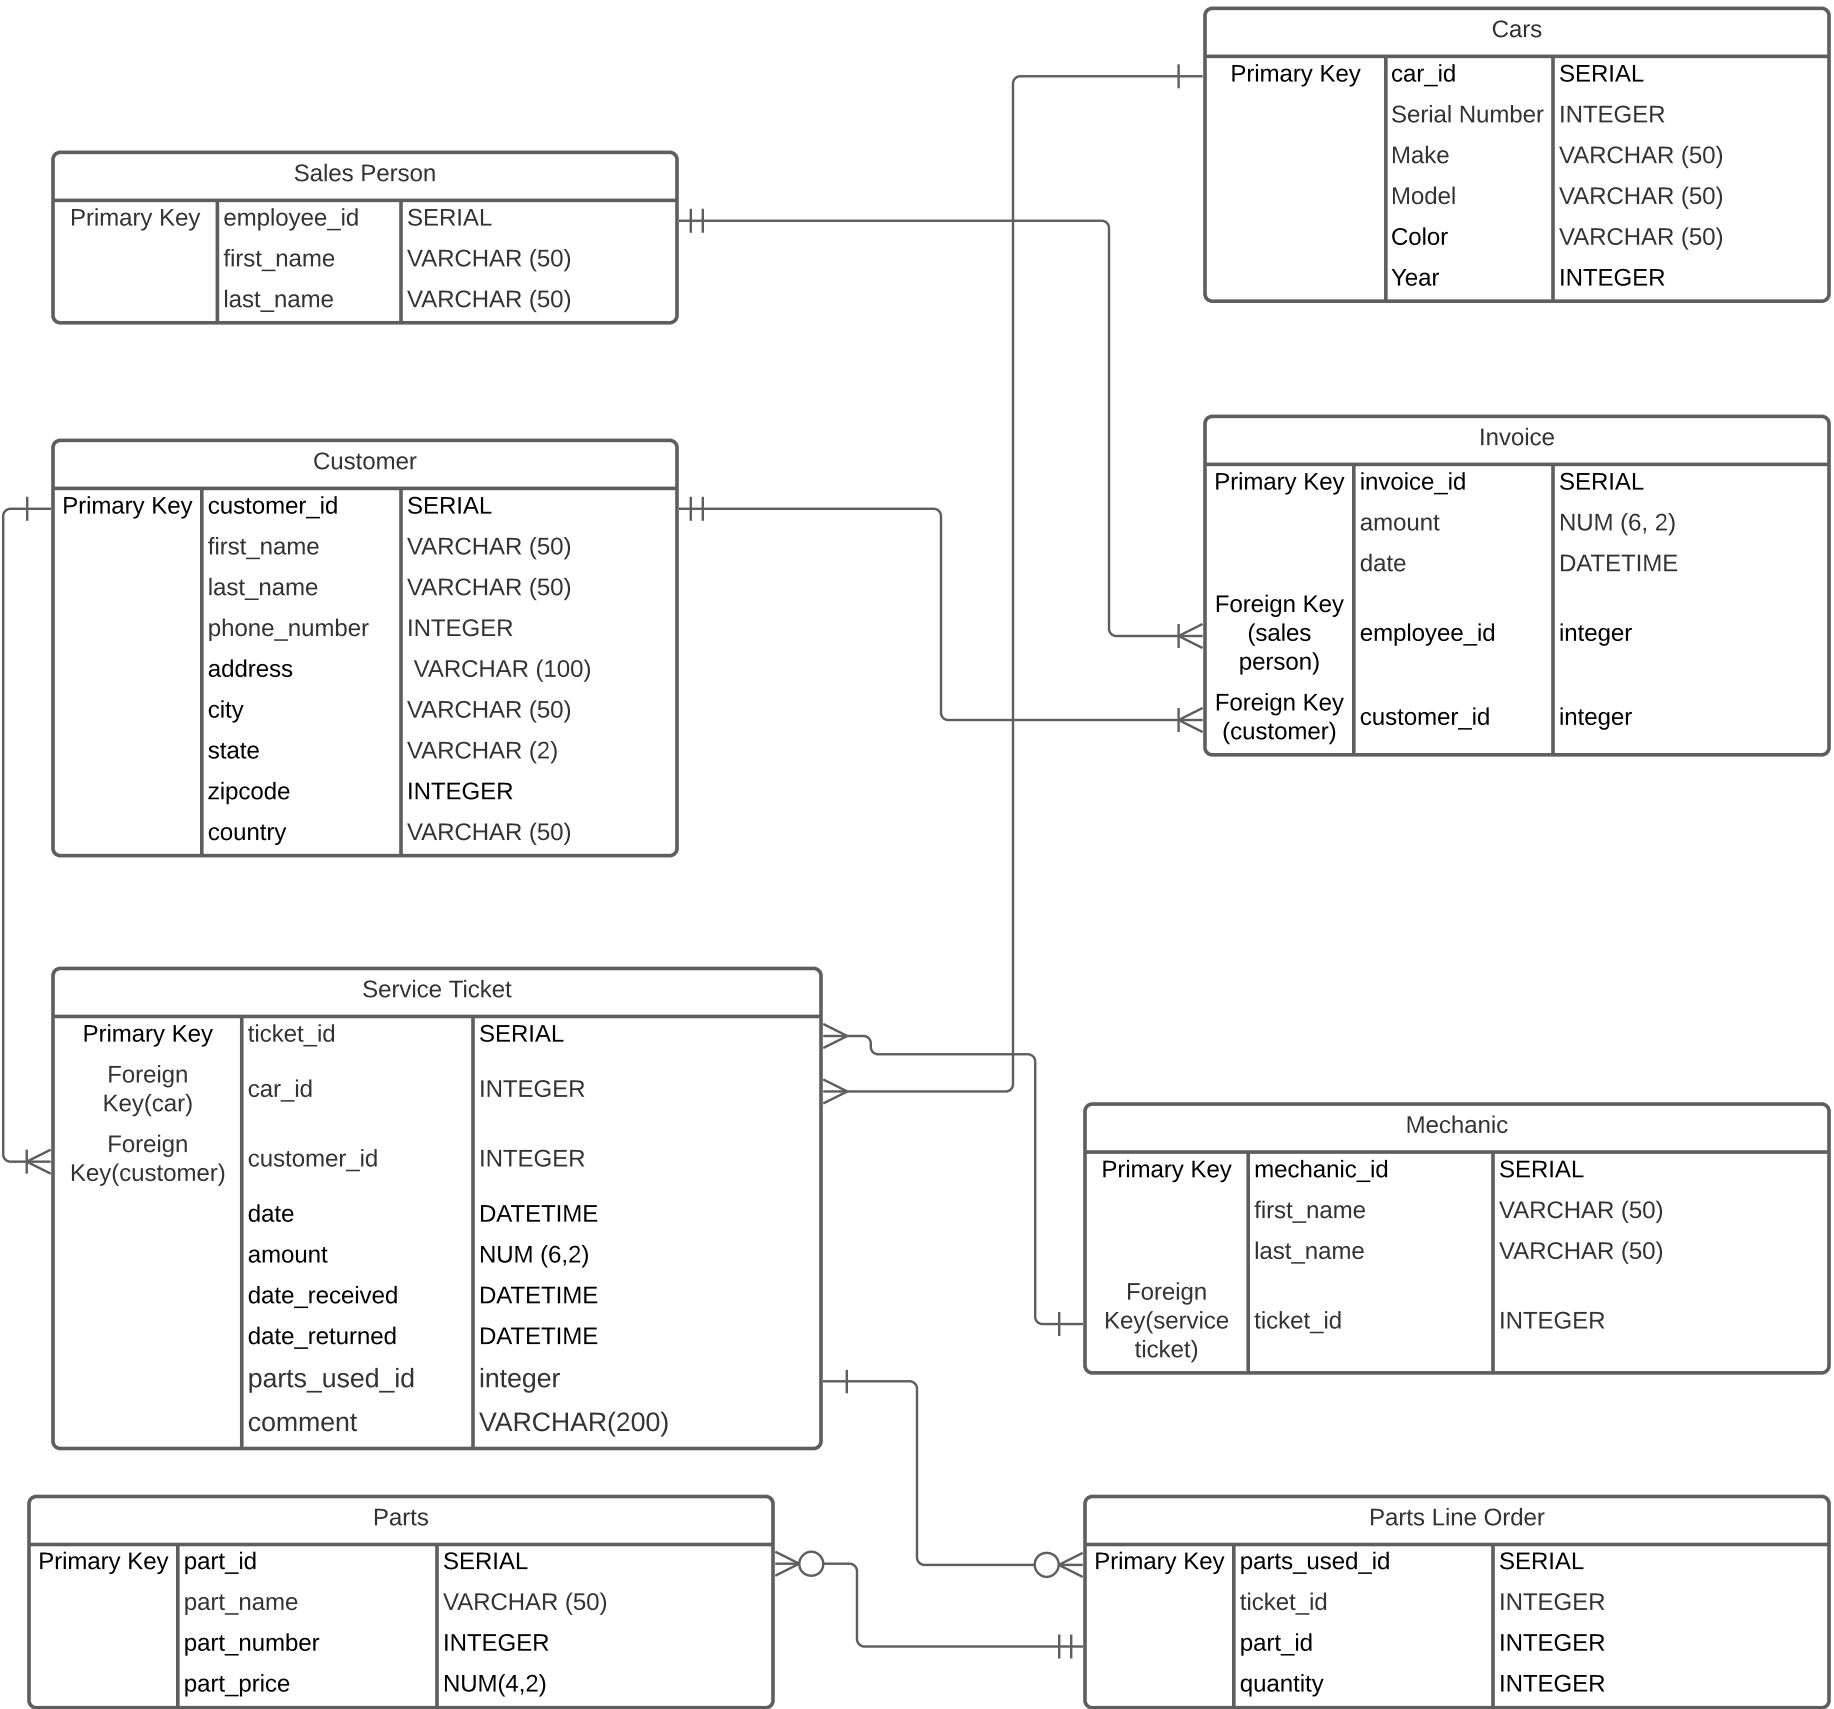 Cars
Primary Key car_id SERIAL
Serial Number INTEGER
Make VARCHAR (50)
Model VARCHAR (50)
Color VARCHAR (50)
Year INTEGER
Sales Person
Primary Key employee_id SERIAL
first_name VARCHAR (50)
last_name VARCHAR (50)
Customer
Primary Key customer_id SERIAL
first_name VARCHAR (50)
last_name VARCHAR (50)
phone_number INTEGER
address VARCHAR (100)
city VARCHAR (50)
state VARCHAR (2)
zipcode INTEGER
country VARCHAR (50)
Invoice
Primary Key invoice_id SERIAL
amount NUM (6, 2)
date DATETIME
Foreign Key
(sales employee_id integer
person)
Foreign Key
(customer) customer_id integer
Service Ticket
Primary Key ticket_id SERIAL
Foreign
Key(car) car_id INTEGER
Foreign
Key(customer) customer_id INTEGER
date DATETIME
amount NUM (6,2)
date_received DATETIME
date_returned DATETIME
parts_used_id integer
comment VARCHAR(200)
Mechanic
Primary Key mechanic_id SERIAL
first_name VARCHAR (50)
last_name VARCHAR (50)
Foreign
Key(service ticket_id INTEGER
ticket)
Parts
Primary Key part_id SERIAL
part_name VARCHAR (50)
part_number INTEGER
part_price NUM(4,2)
Parts Line Order
Primary Key parts_used_id SERIAL
ticket_id INTEGER
part_id INTEGER
quantity INTEGER